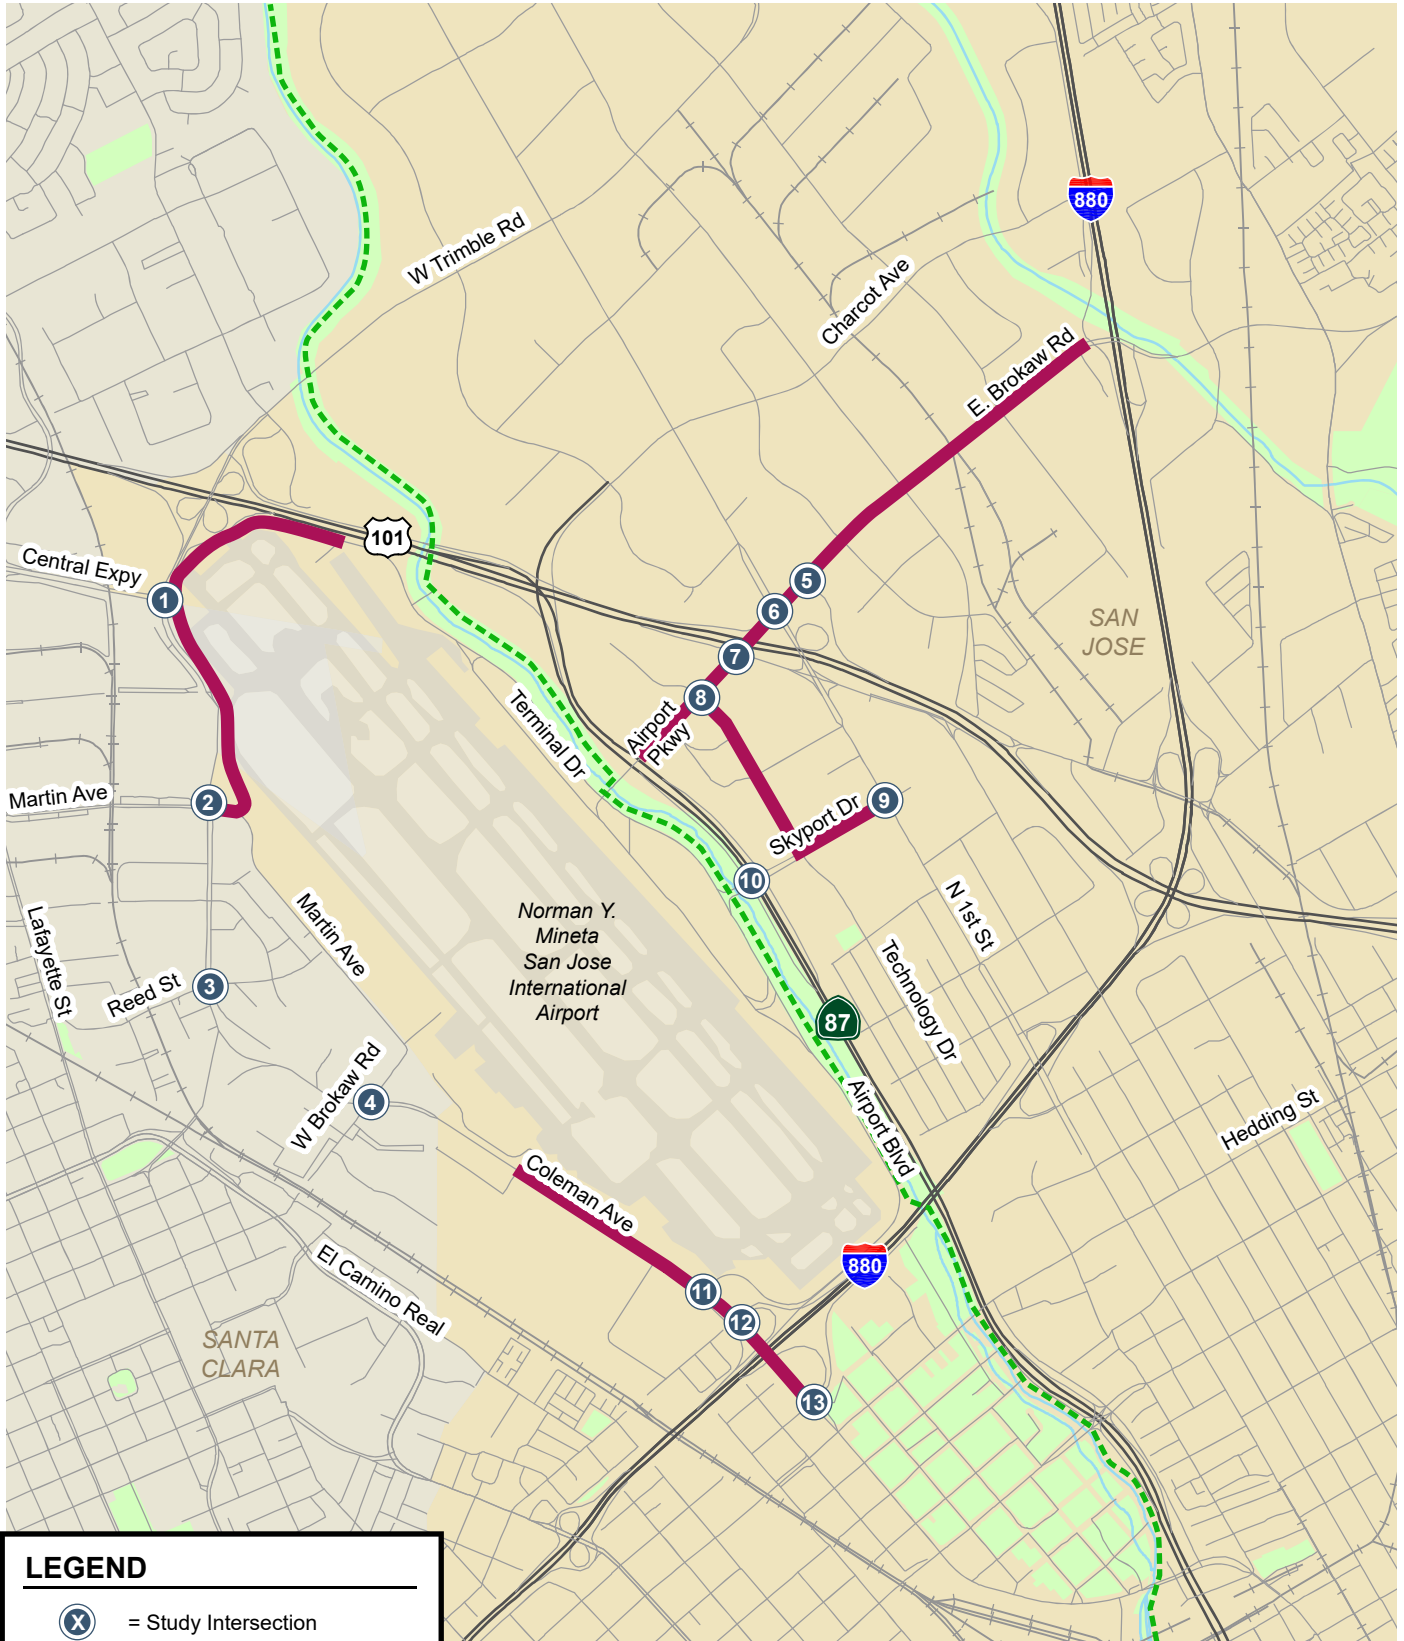 880
W Trimble Rd
Charcot Ave
E. Brokaw Rd
101
Central Expy
1
5
6
7
8
SAN
JOSE
Terminal Dr
Airport
Pkwy
Martin Ave
2
9
Skyport Dr
10
Lafayette St
Martin Ave
Norman Y.
Mineta
San Jose
International
Airport
N 1st St
Technology Dr
Reed St
3
87
W Brokaw Rd
4
Airport Blvd
Hedding St
Coleman Ave
880
El Camino Real
11
12
SANTA
CLARA
13
LEGEND
X = Study Intersection